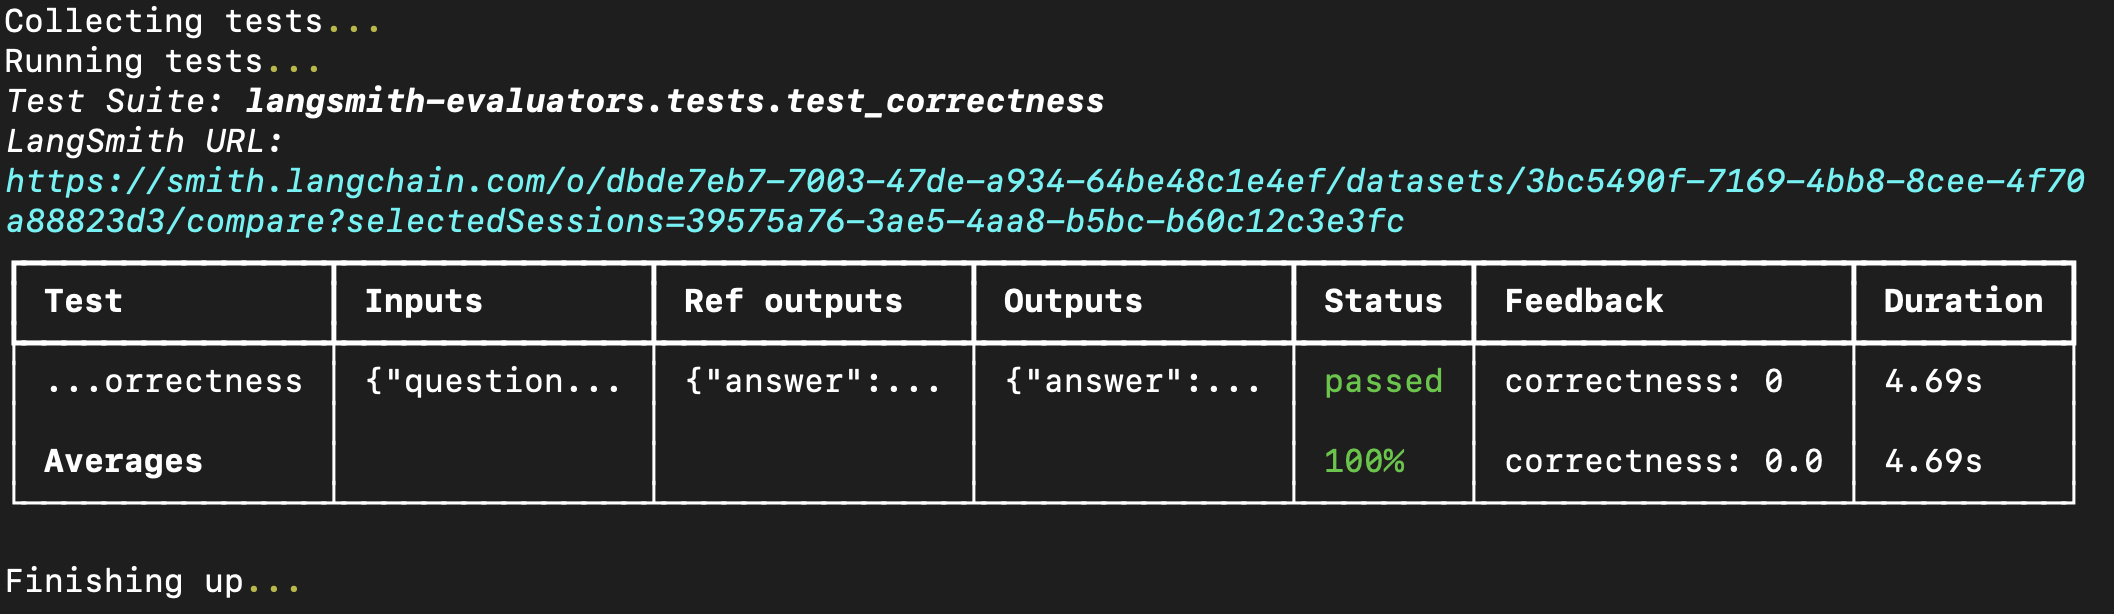 Collecting tests...
Running tests...
Test Suite: langsmith-evaluators.tests.test_correctness
LangSmith URL:
https://smith.langchain.com/o/dbde7eb7-7003-47de-a934-64be48c1e4ef/datasets/3bc5490f-7169-4bb8-8cee-4f70
a88823d3/compare?selectedSessions=39575a76-3ae5-4aa8-b5bc-b60c12c3e3fc
Test Inputs Ref outputs Outputs Status Feedback Duration
...orrectness {"question... {"answer":... {"answer":... passed correctness: 0 4.69s
Averages 100% correctness: 0.0 4.69s
Finishing up...